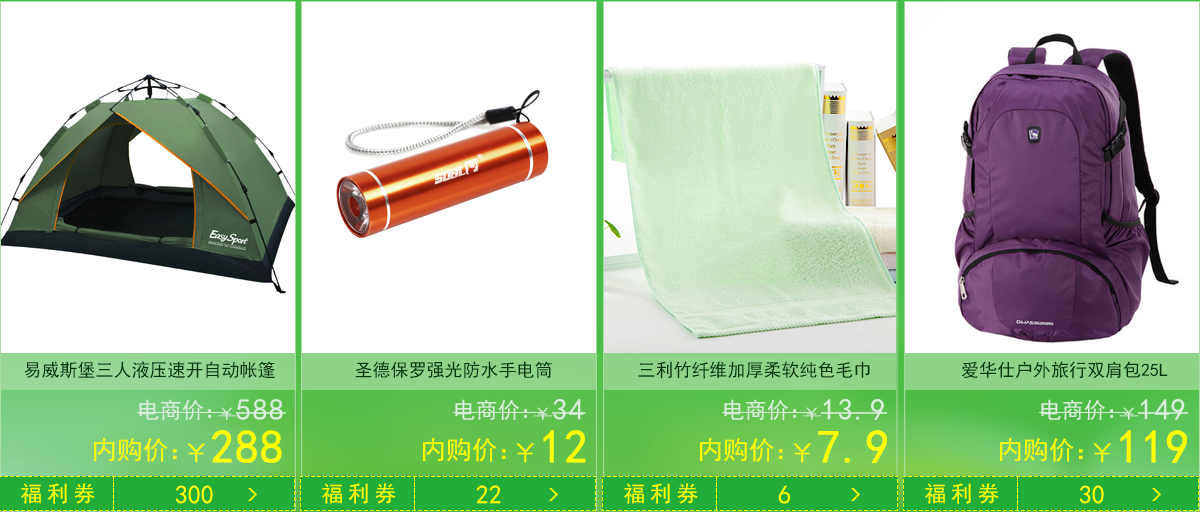 Easy Sport
SDBL
易威斯堡三人液压速开自动帐篷
电商价:¥588
内购价:¥288
福利券 300 >
圣德保罗强光防水手电筒
电商价:¥34
内购价:¥12
福利券 22 >
三利竹纤维加厚柔软纯色毛巾
电商价:¥13.9
内购价:¥7.9
福利券 6 >
爱华仕户外旅行双肩包25L
电商价:¥149
内购价:¥119
福利券 30 >